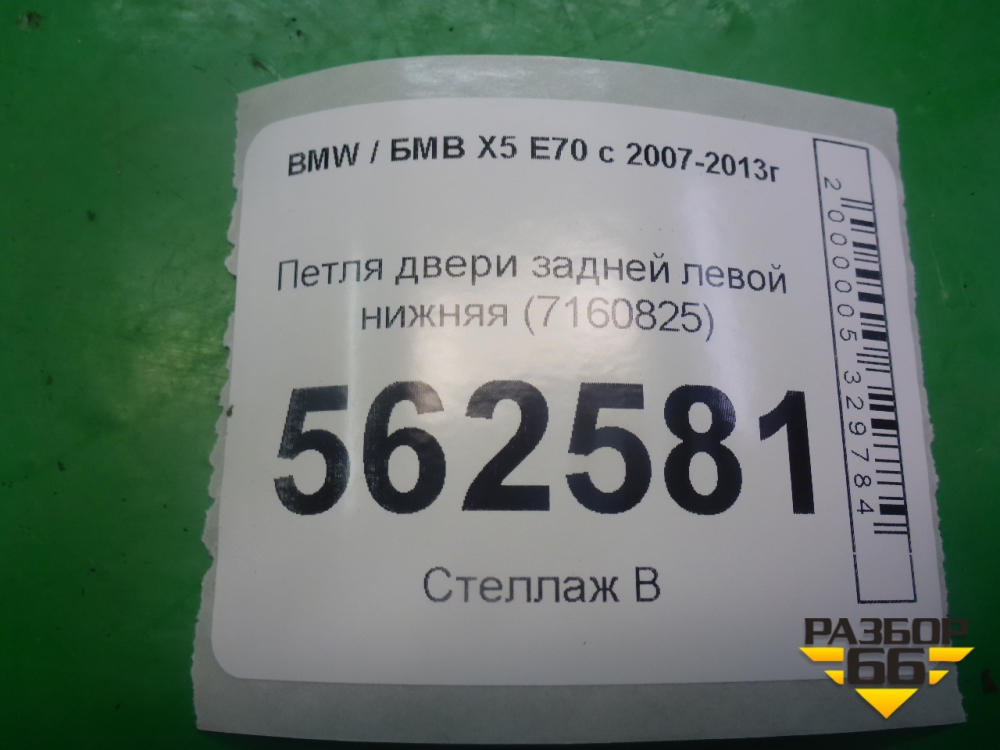 BMW / БМВ X5 E70 с 2007-2013г
Петля двери задней левой
нижняя (7160825)
562581
Стеллаж В
2000005329784
РАЗБОР
66